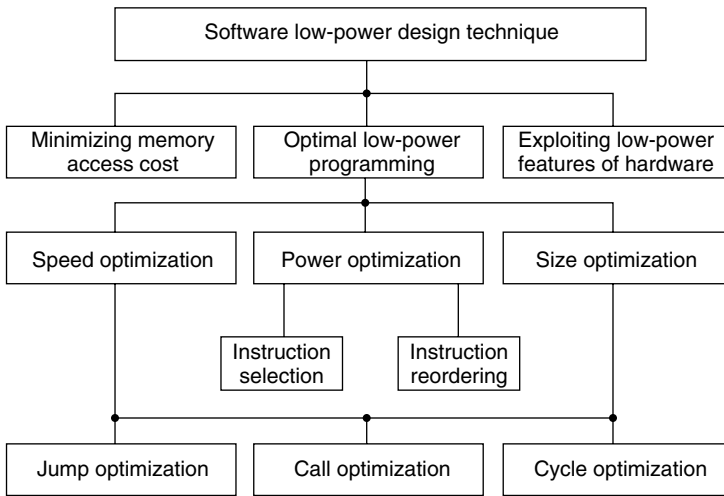 Software low-power design technique
Minimizing memory
access cost
Optimal low-power
programming
Exploiting low-power
features of hardware
Speed optimization
Power optimization
Size optimization
Instruction
selection
Instruction
reordering
Jump optimization
Call optimization
Cycle optimization